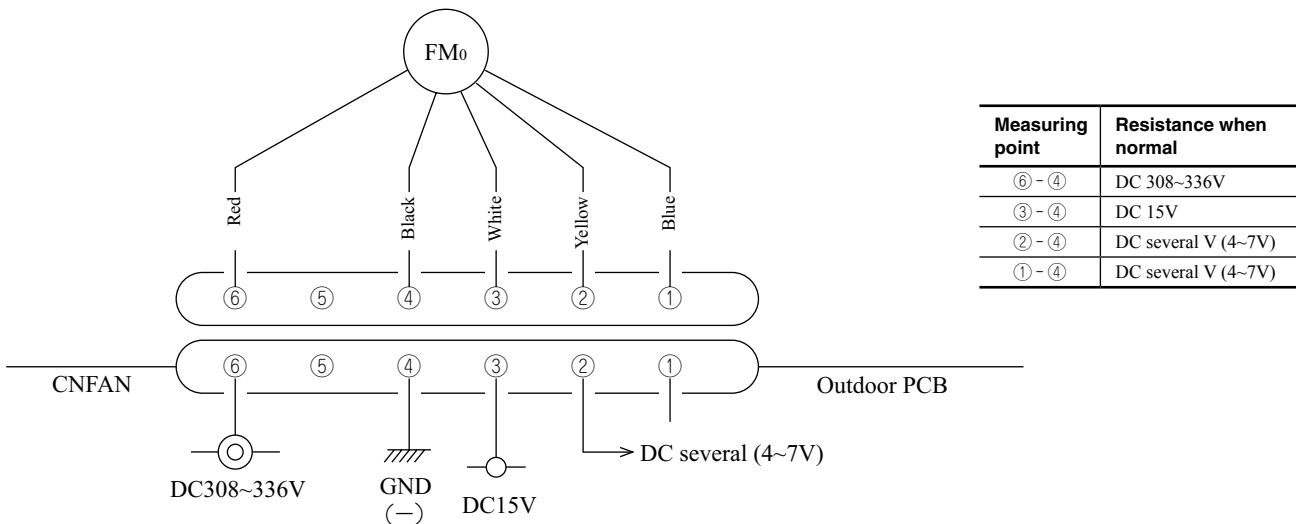 FM0
Red
Black
White
Yellow
Blue
⑥ ⑤ ④ ③ ② ①
⑥ ⑤ ④ ③ ② ①
CNFAN
Outdoor PCB
DC308~336V
GND
(−)
DC15V
DC several (4~7V)
Measuring point
Resistance when normal
⑥ - ④ DC 308~336V
③ - ④ DC 15V
② - ④ DC several V (4~7V)
① - ④ DC several V (4~7V)